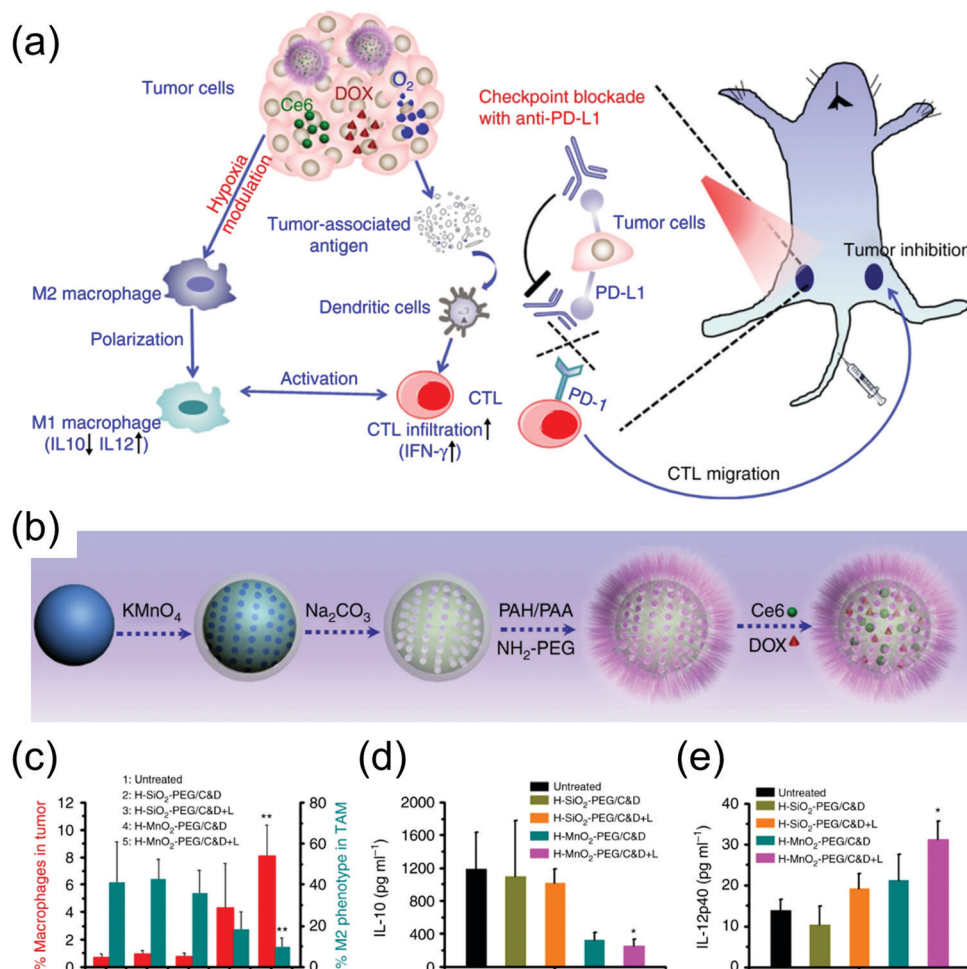 (a)
Tumor cells
Ce6
DOX
O2
Hypoxia
modulation
Tumor-associated
antigen
M2 macrophage
Dendritic cells
Polarization
Activation
CTL
M1 macrophage
(IL10↓ IL12↑)
CTL infiltration↑
(IFN-γ↑)
Checkpoint blockade
with anti-PD-L1
Tumor cells
PD-L1
PD-1
Tumor inhibition
CTL migration
(b)
KMnO4
Na2CO3
PAH/PAA
NH2-PEG
Ce6
DOX
(c)
1: Untreated
2: H-SiO2-PEG/C&D
3: H-SiO2-PEG/C&D+L
4: H-MnO2-PEG/C&D
5: H-MnO2-PEG/C&D+L
% Macrophages in tumor
12
10
8
6
4
2
0
80
60
40
20
0
% M2 phenotype in TAM
**
**
(d)
Untreated
H-SiO2-PEG/C&D
H-SiO2-PEG/C&D+L
H-MnO2-PEG/C&D
H-MnO2-PEG/C&D+L
IL-10 (pg ml−1)
2000
1600
1200
800
400
0
*
(e)
Untreated
H-SiO2-PEG/C&D
H-SiO2-PEG/C&D+L
H-MnO2-PEG/C&D
H-MnO2-PEG/C&D+L
IL-12p40 (pg ml−1)
40
30
20
10
0
*